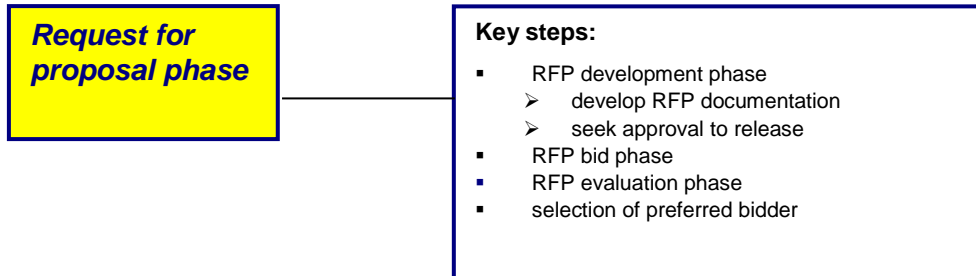 Request for
proposal phase
Key steps:
▪ RFP development phase
➢ develop RFP documentation
➢ seek approval to release
▪ RFP bid phase
▪ RFP evaluation phase
▪ selection of preferred bidder